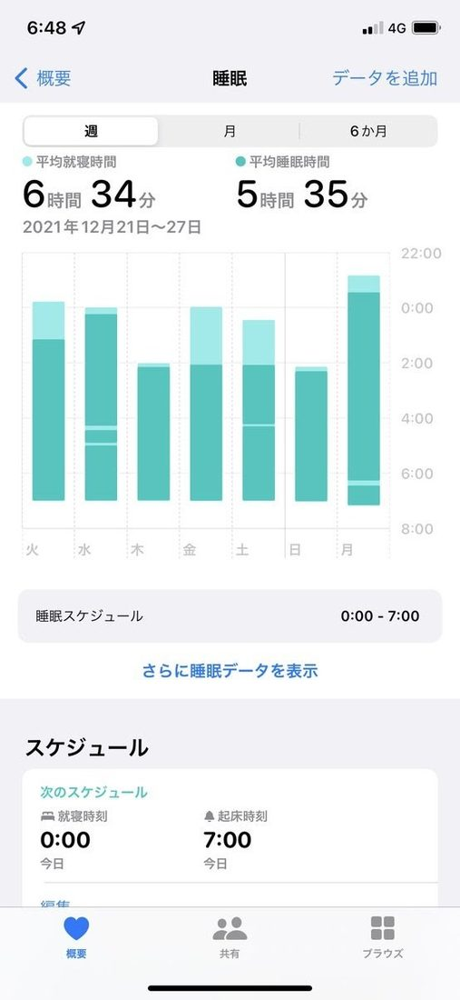 6:48 4G
概要 睡眠 データを追加
週 月 6か月
平均就寝時間 平均睡眠時間
6時間 34分 5時間 35分
2021年12月21日〜27日
22:00
0:00
2:00
4:00
6:00
8:00
火 水 木 金 土 日 月
睡眠スケジュール 0:00 - 7:00
さらに睡眠データを表示
スケジュール
次のスケジュール
就寝時刻 起床時刻
0:00 7:00
今日 今日
編集
概要 共有 ブラウズ